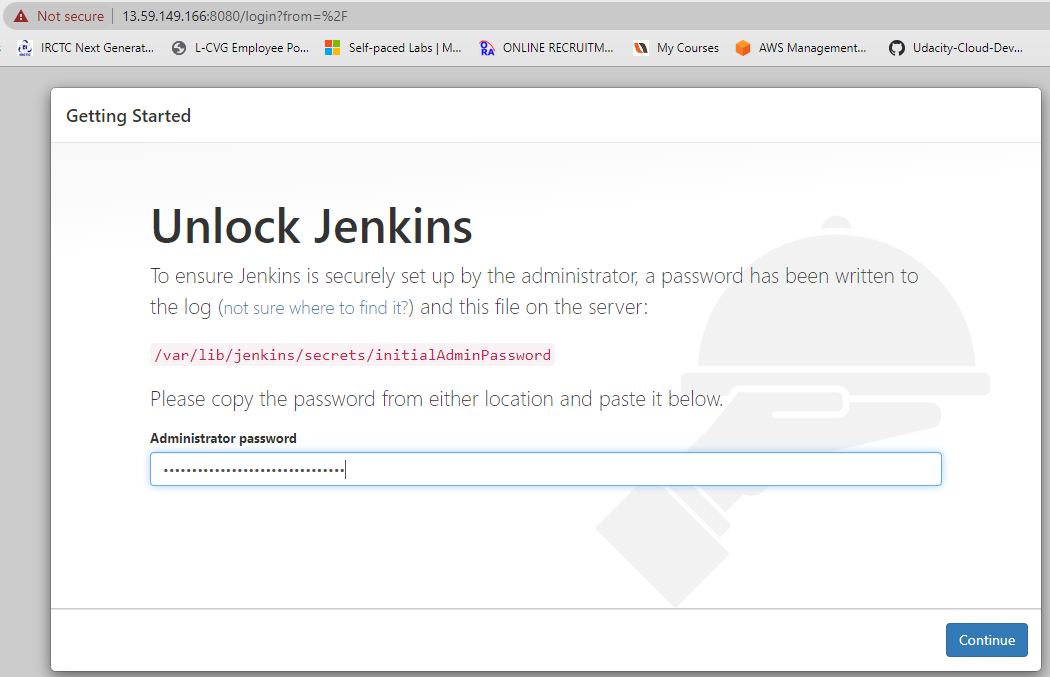 Not secure | 13.59.149.166:8080/login?from=%2F
IRCTC Next Generat... L-CVG Employee Po... Self-paced Labs | M... ONLINE RECRUITM... My Courses AWS Management... Udacity-Cloud-Dev...
Getting Started
Unlock Jenkins
To ensure Jenkins is securely set up by the administrator, a password has been written to
the log (not sure where to find it?) and this file on the server:
/var/lib/jenkins/secrets/initialAdminPassword
Please copy the password from either location and paste it below.
Administrator password
••••••••••••••••••••••••••••••••
Continue